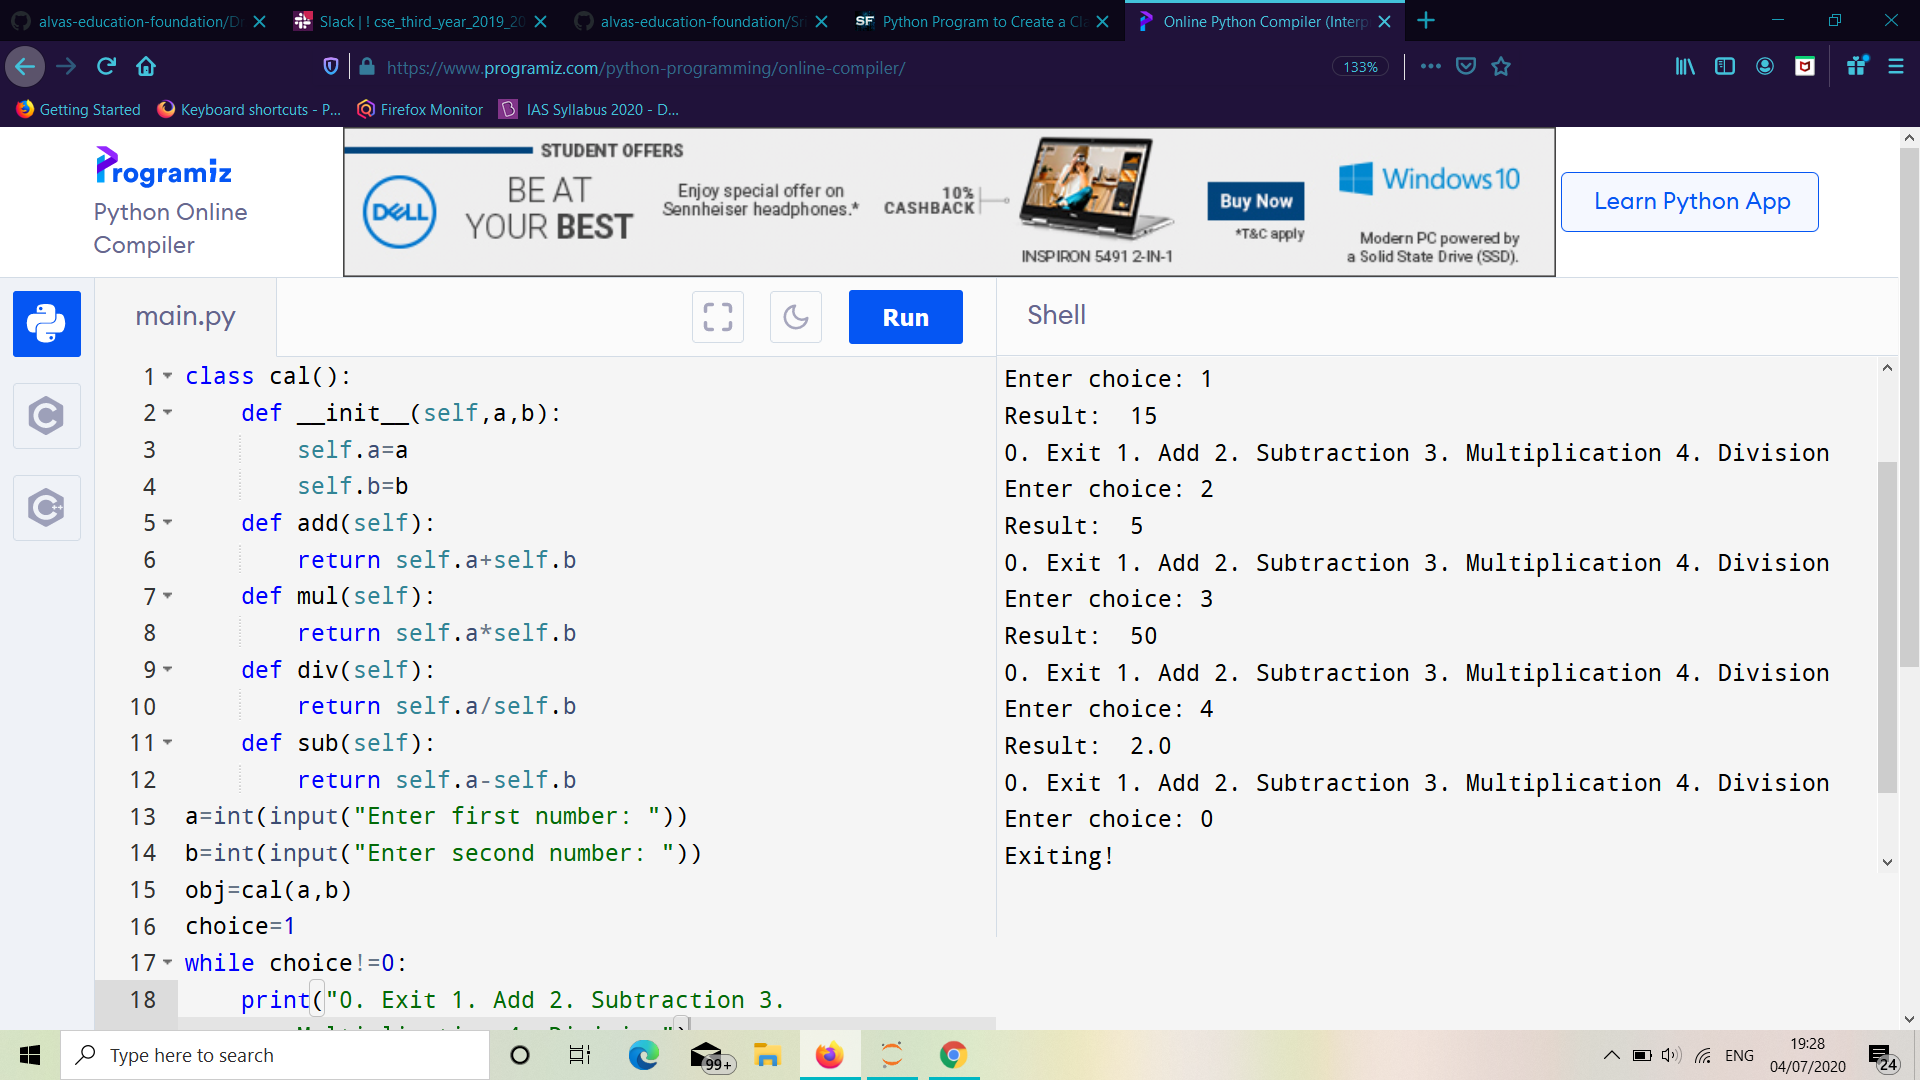 alvas-education-foundation/Dr
Slack | ! cse_third_year_2019_20
alvas-education-foundation/Sri
SF Python Program to Create a Cla
Online Python Compiler (Interp
https://www.programiz.com/python-programming/online-compiler/
133%
Getting Started
Keyboard shortcuts - P...
Firefox Monitor
IAS Syllabus 2020 - D...
Programiz
Python Online
Compiler
STUDENT OFFERS
DELL
BE AT
YOUR BEST
Enjoy special offer on
Sennheiser headphones.*
10%
CASHBACK
INSPIRON 5491 2-IN-1
Buy Now
*T&C apply
Windows 10
Modern PC powered by
a Solid State Drive (SSD).
Learn Python App
main.py
Run
Shell
1 class cal():
2 def __init__(self,a,b):
3 self.a=a
4 self.b=b
5 def add(self):
6 return self.a+self.b
7 def mul(self):
8 return self.a*self.b
9 def div(self):
10 return self.a/self.b
11 def sub(self):
12 return self.a-self.b
13 a=int(input("Enter first number: "))
14 b=int(input("Enter second number: "))
15 obj=cal(a,b)
16 choice=1
17 while choice!=0:
18 print("0. Exit 1. Add 2. Subtraction 3.
Multiplication 4. Division")
Enter choice: 1
Result:  15
0. Exit 1. Add 2. Subtraction 3. Multiplication 4. Division
Enter choice: 2
Result:  5
0. Exit 1. Add 2. Subtraction 3. Multiplication 4. Division
Enter choice: 3
Result:  50
0. Exit 1. Add 2. Subtraction 3. Multiplication 4. Division
Enter choice: 4
Result:  2.0
0. Exit 1. Add 2. Subtraction 3. Multiplication 4. Division
Enter choice: 0
Exiting!
Type here to search
99+
ENG
19:28
04/07/2020
24